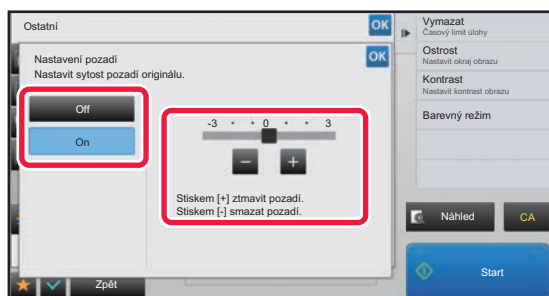 Ostatní
OK
Nastavení pozadí
Nastavit sytost pozadí originálu.
OK
Off
On
-3 • • 0 • • 3
− +
Stiskem [+] ztmavit pozadí.
Stiskem [-] smazat pozadí.
Zpět
Vymazat
Časový limit úlohy
Ostrost
Nastavit okraj obrazu
Kontrast
Nastavit kontrast obrazu
Barevný režim
Náhled
CA
Start